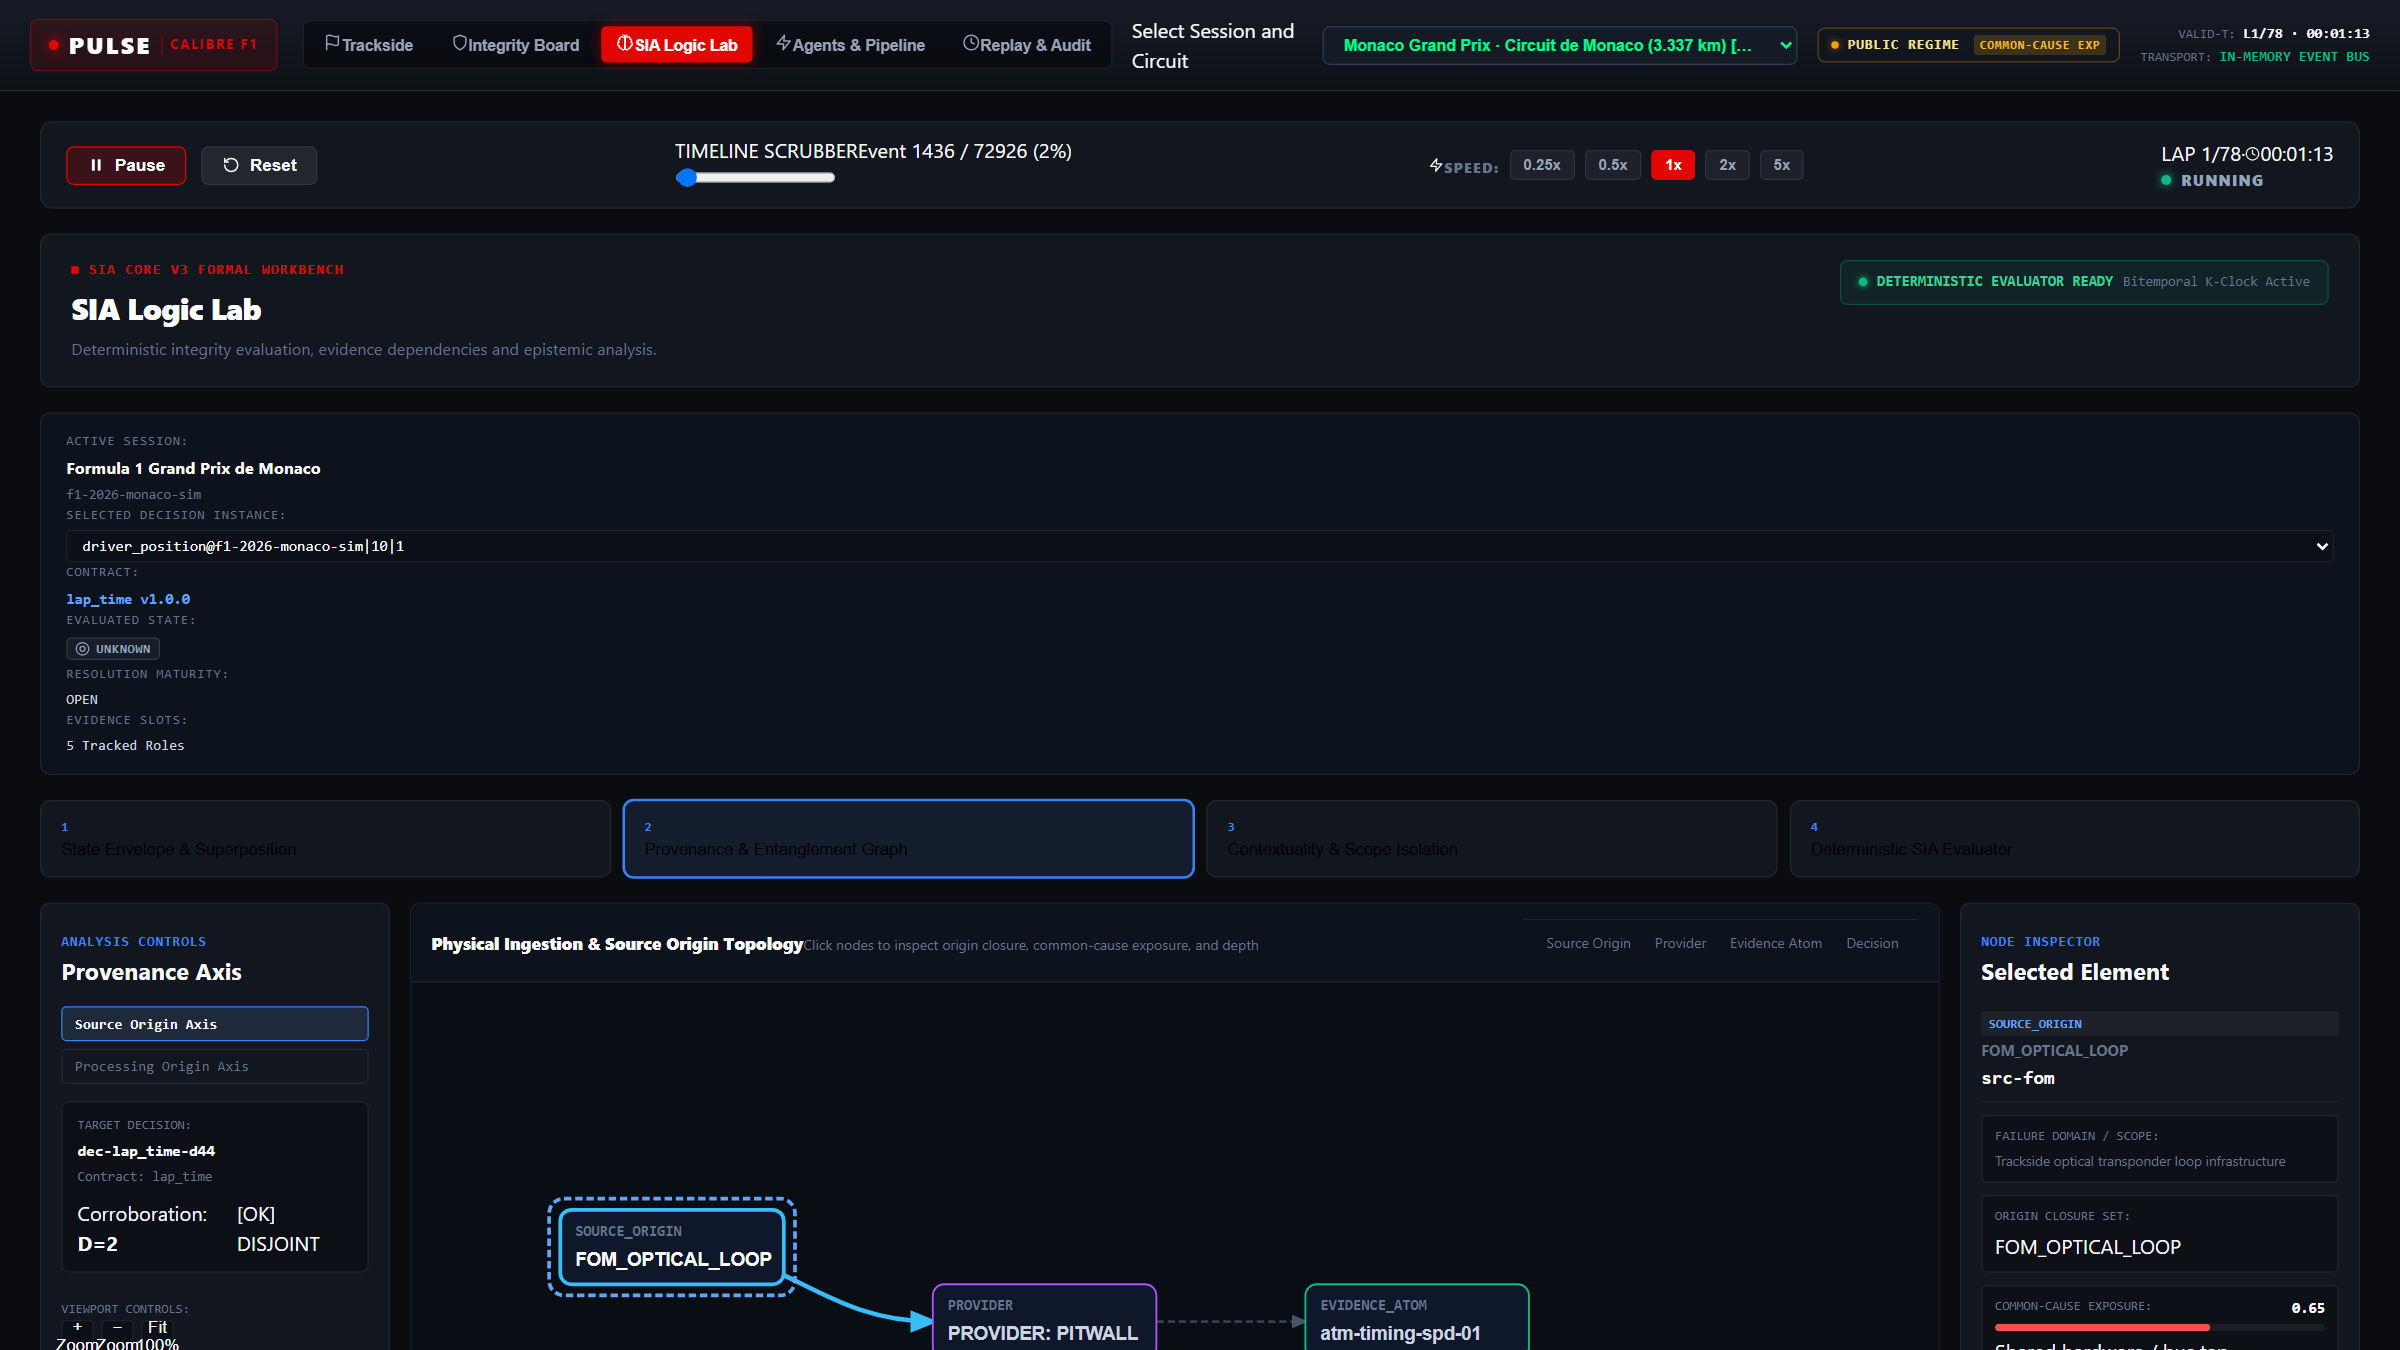 PULSE CALIBRE F1
Trackside Integrity Board SIA Logic Lab Agents & Pipeline Replay & Audit
Select Session and
Circuit
Monaco Grand Prix · Circuit de Monaco (3.337 km) [...
PUBLIC REGIME COMMON-CAUSE EXP
VALID-T: L1/78 • 00:01:13
TRANSPORT: IN-MEMORY EVENT BUS
Pause Reset
TIMELINE SCRUBBEREvent 1436 / 72926 (2%)
SPEED: 0.25x 0.5x 1x 2x 5x
LAP 1/78·00:01:13
RUNNING
SIA CORE V3 FORMAL WORKBENCH
SIA Logic Lab
Deterministic integrity evaluation, evidence dependencies and epistemic analysis.
DETERMINISTIC EVALUATOR READY Bitemporal K-Clock Active
ACTIVE SESSION:
Formula 1 Grand Prix de Monaco
f1-2026-monaco-sim
SELECTED DECISION INSTANCE:
driver_position@f1-2026-monaco-sim|10|1
CONTRACT:
lap_time v1.0.0
EVALUATED STATE:
UNKNOWN
RESOLUTION MATURITY:
OPEN
EVIDENCE SLOTS:
5 Tracked Roles
1
State Envelope & Superposition
2
Provenance & Entanglement Graph
3
Contextuality & Scope Isolation
4
Deterministic SIA Evaluator
ANALYSIS CONTROLS
Provenance Axis
Source Origin Axis
Processing Origin Axis
TARGET DECISION:
dec-lap_time-d44
Contract: lap_time
Corroboration: [OK]
D=2 DISJOINT
VIEWPORT CONTROLS:
+ − Fit
Zoom Zoom 100%
Physical Ingestion & Source Origin Topology Click nodes to inspect origin closure, common-cause exposure, and depth
Source Origin Provider Evidence Atom Decision
SOURCE_ORIGIN
FOM_OPTICAL_LOOP
PROVIDER
PROVIDER: PITWALL
EVIDENCE_ATOM
atm-timing-spd-01
NODE INSPECTOR
Selected Element
SOURCE_ORIGIN
FOM_OPTICAL_LOOP
src-fom
FAILURE DOMAIN / SCOPE:
Trackside optical transponder loop infrastructure
ORIGIN CLOSURE SET:
FOM_OPTICAL_LOOP
COMMON-CAUSE EXPOSURE: 0.65
Shared hardware / bus tap